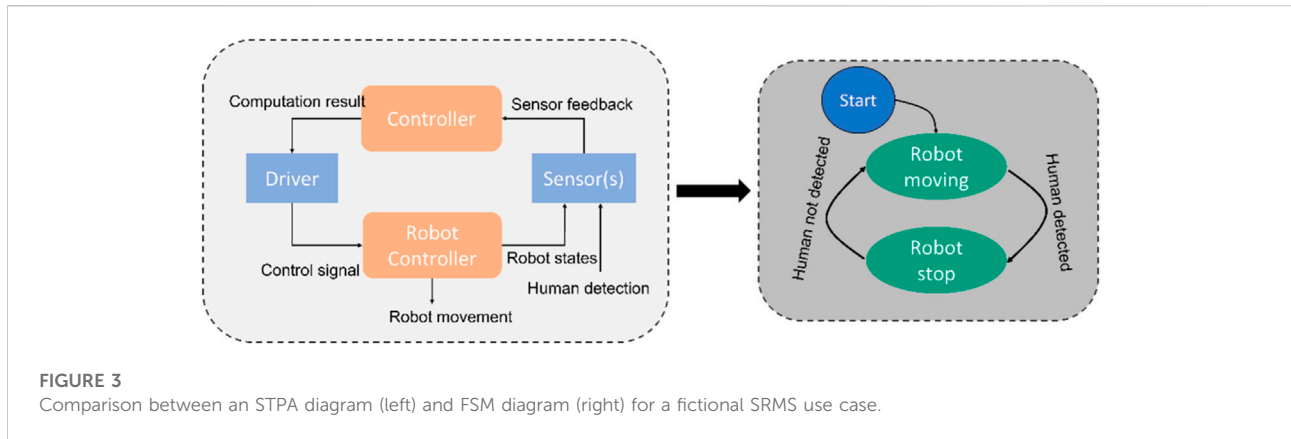 Computation result
Controller
Sensor feedback
Driver
Sensor(s)
Robot
Controller
Control signal
Robot states
Human detection
Robot movement
Start
Robot
moving
Human not detected
Human detected
Robot
stop
FIGURE 3
Comparison between an STPA diagram (left) and FSM diagram (right) for a fictional SRMS use case.